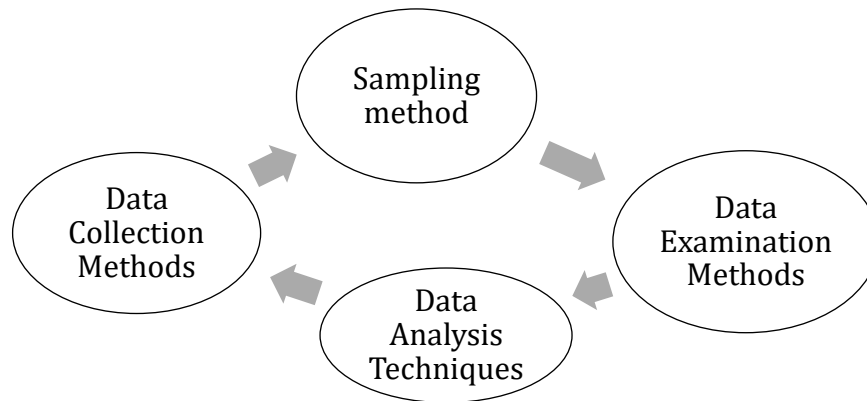 Sampling
method
Data
Examination
Methods
Data
Analysis
Techniques
Data
Collection
Methods